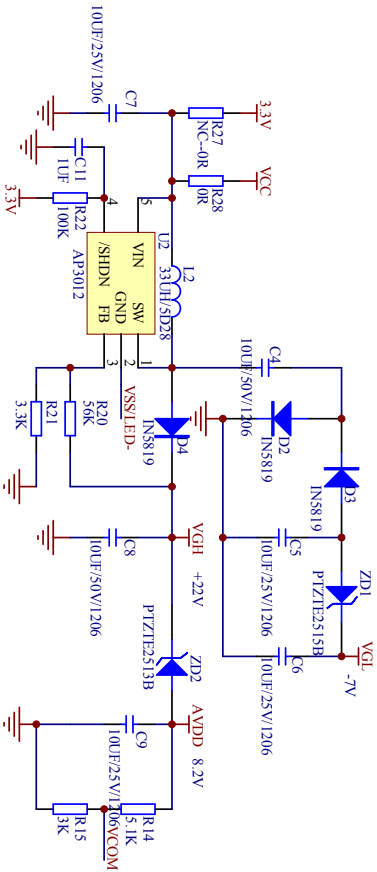 3.3V
R27
NC--0R
VCC
R28
0R
C7
10UF/25V/1206
C11
1UF
R22
100K
3.3V
4
5
U2
VIN
/SHDN
SW
GND
FB
AP3012
1
2
3
L2
33UH/5D28
C4
10UF/50V/1206
VSS/LED-
R20
56K
R21
3.3K
D4
IN5819
D2
IN5819
D3
IN5819
C5
10UF/25V/1206
ZD1
PTZTE2515B
VGL
-7V
C6
10UF/25V/1206
C8
10UF/50V/1206
VGH
+22V
ZD2
PTZTE2513B
AVDD
8.2V
C9
10UF/25V/1206
R14
5.1K
VCOM
R15
3K